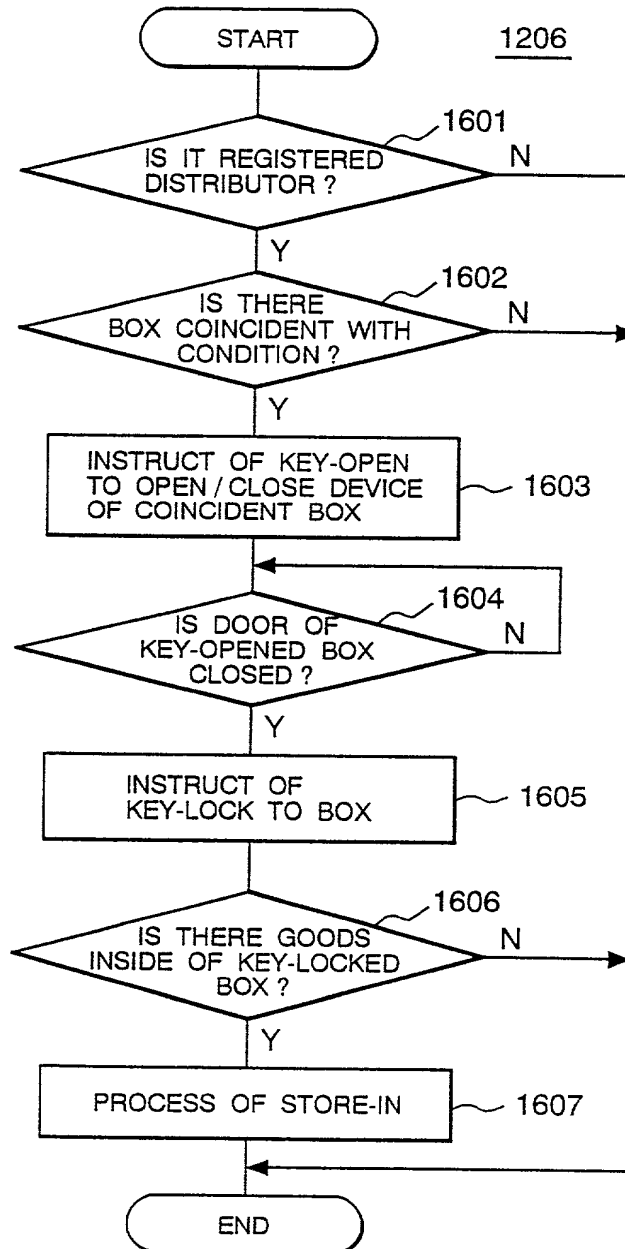 START
1206
1601
IS IT REGISTERED
DISTRIBUTOR ?
N
Y
1602
IS THERE
BOX COINCIDENT WITH
CONDITION ?
N
Y
INSTRUCT OF KEY-OPEN
TO OPEN / CLOSE DEVICE
OF COINCIDENT BOX
1603
1604
IS DOOR OF
KEY-OPENED BOX
CLOSED ?
N
Y
INSTRUCT OF
KEY-LOCK TO BOX
1605
1606
IS THERE GOODS
INSIDE OF KEY-LOCKED
BOX ?
N
Y
PROCESS OF STORE-IN
1607
END